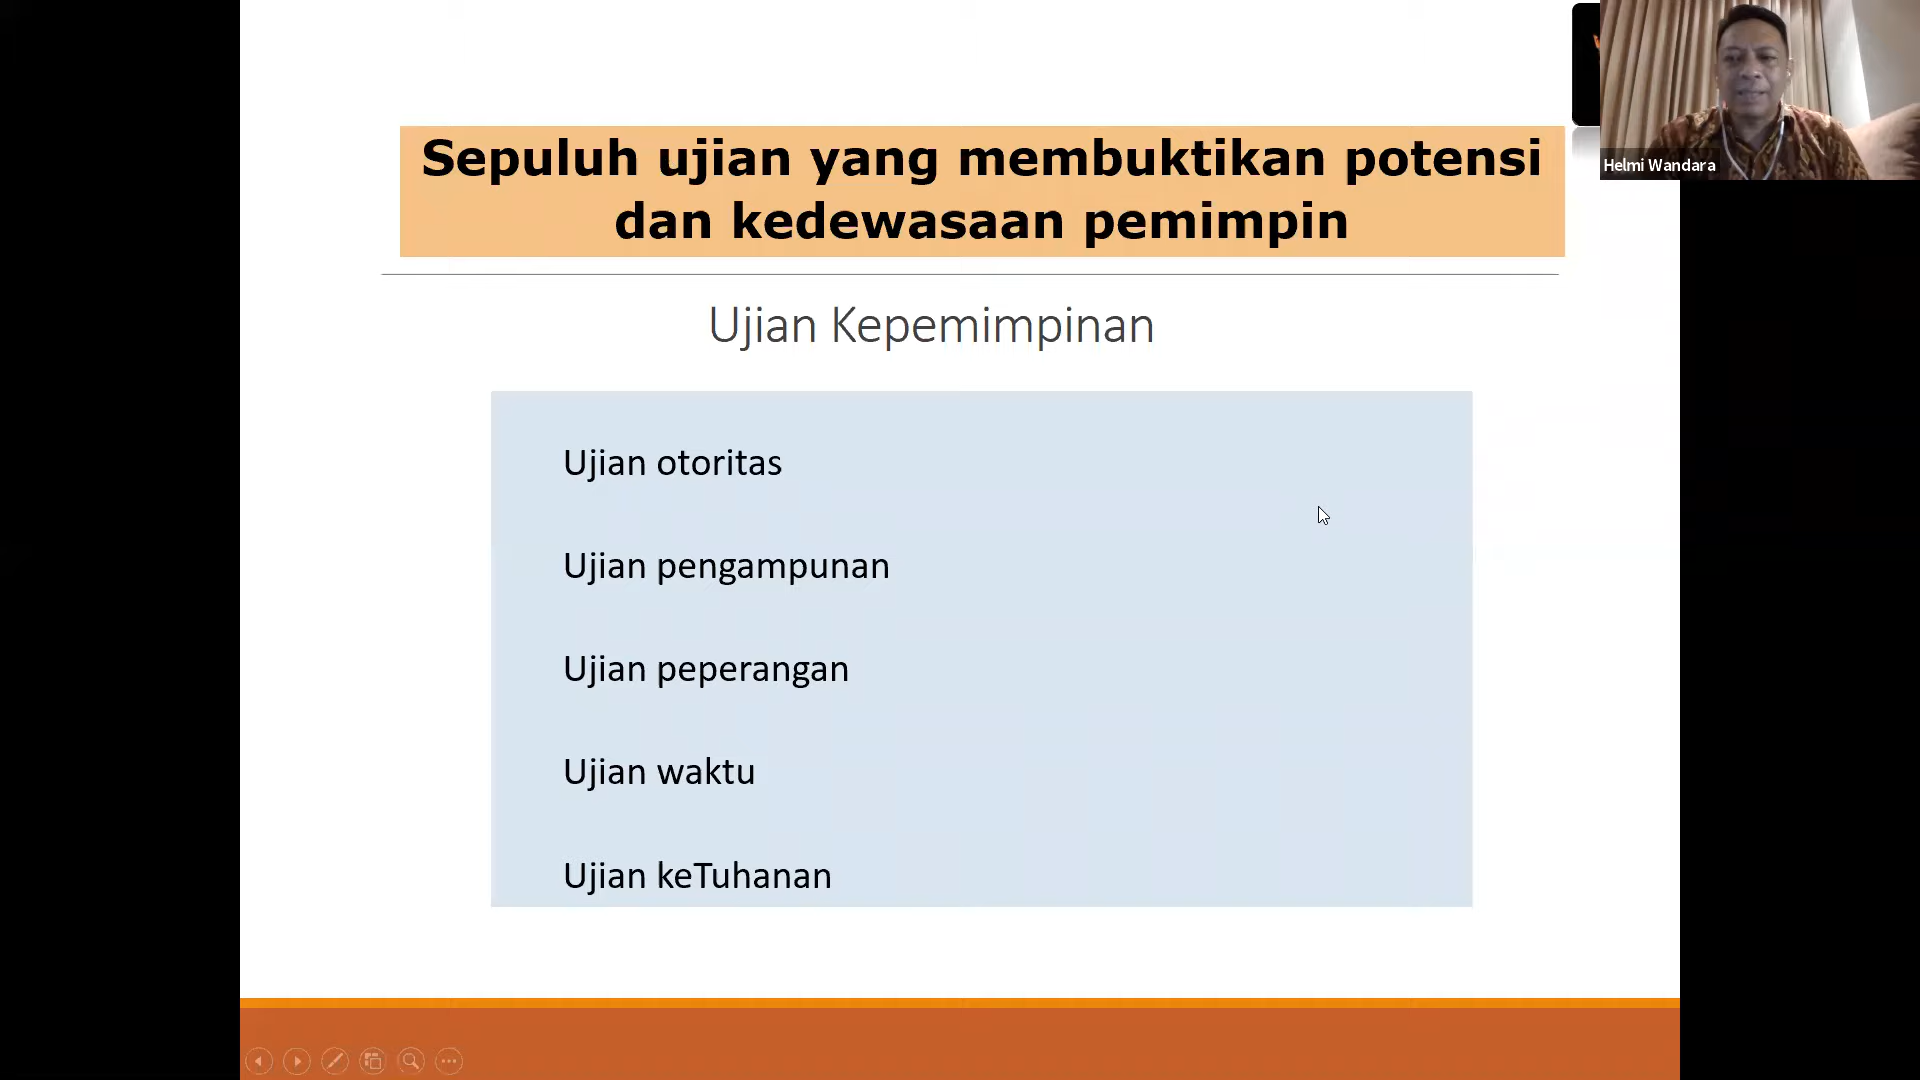 Sepuluh ujian yang membuktikan potensi
dan kedewasaan pemimpin
Helmi Wandara
Ujian Kepemimpinan
Ujian otoritas
Ujian pengampunan
Ujian peperangan
Ujian waktu
Ujian keTuhanan